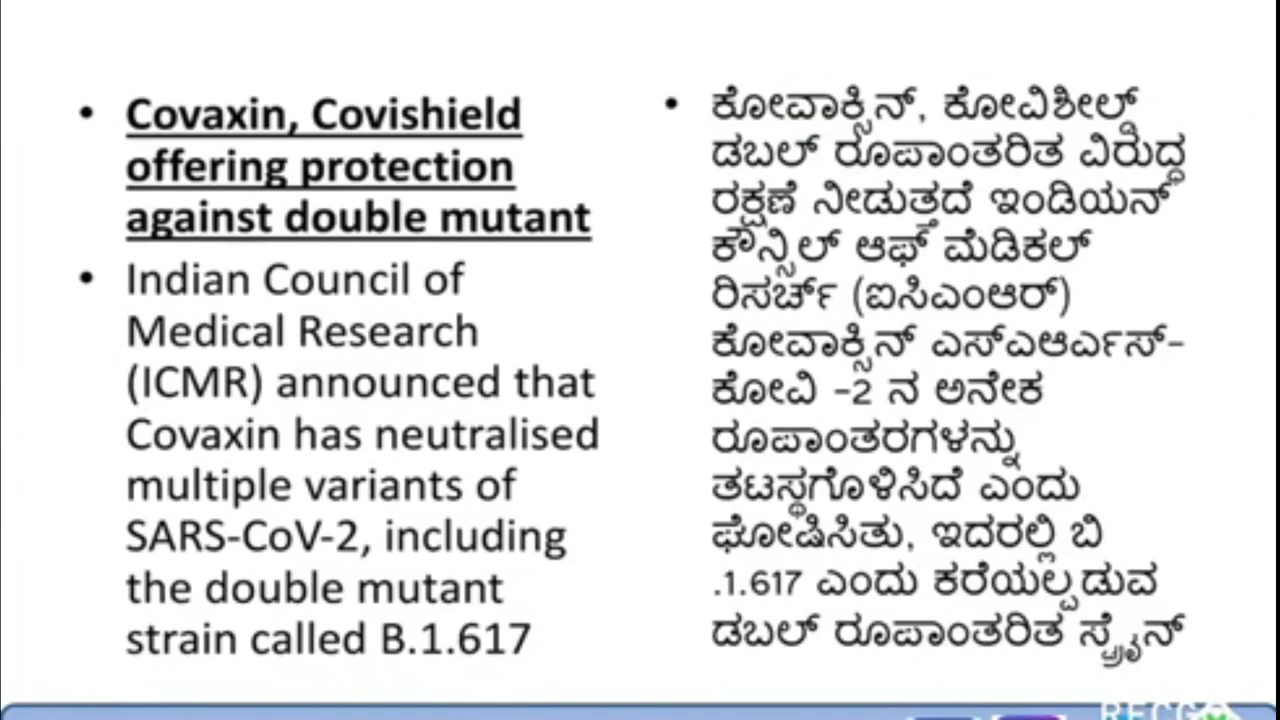 • Covaxin, Covishield
offering protection
against double mutant
• Indian Council of
Medical Research
(ICMR) announced that
Covaxin has neutralised
multiple variants of
SARS-CoV-2, including
the double mutant
strain called B.1.617
• ಕೋವಾಕ್ಸಿನ್, ಕೋವಿಶೀಲ್ಡ್
ಡಬಲ್ ರೂಪಾಂತರಿತ ವಿರುದ್ಧ
ರಕ್ಷಣೆ ನೀಡುತ್ತದೆ ಇಂಡಿಯನ್
ಕೌನ್ಸಿಲ್ ಆಫ್ ಮೆಡಿಕಲ್
ರಿಸರ್ಚ್ (ಐಸಿಎಂಆರ್)
ಕೋವಾಕ್ಸಿನ್ ಎಸ್ಎಆರ್ಎಸ್-
ಕೋವಿ -2 ನ ಅನೇಕ
ರೂಪಾಂತರಗಳನ್ನು
ತಟಸ್ಥಗೊಳಿಸಿದೆ ಎಂದು
ಘೋಷಿಸಿತು, ಇದರಲ್ಲಿ ಬಿ
.1.617 ಎಂದು ಕರೆಯಲ್ಪಡುವ
ಡಬಲ್ ರೂಪಾಂತರಿತ ಸ್ಟ್ರೈನ್